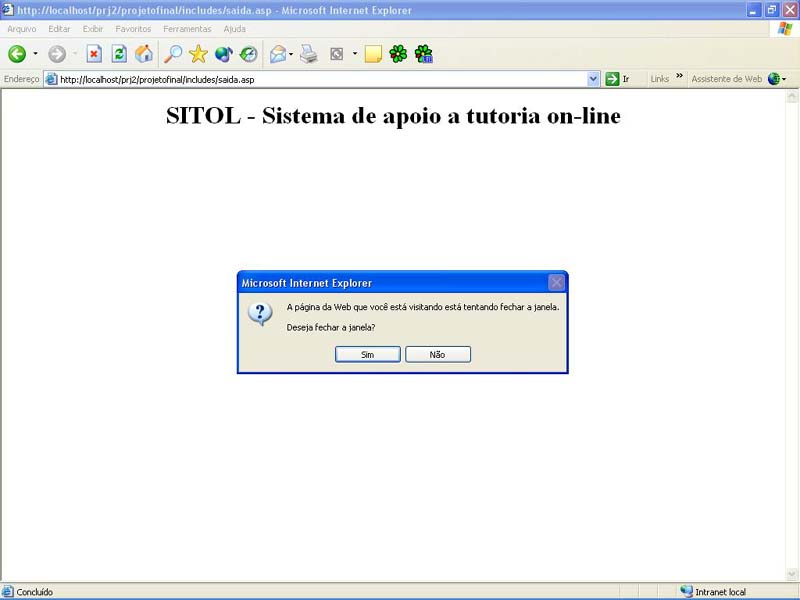 http://localhost/prj2/projetofinal/includes/saida.asp - Microsoft Internet Explorer
Arquivo Editar Exibir Favoritos Ferramentas Ajuda
Endereço http://localhost/prj2/projetofinal/includes/saida.asp Ir Links » Assistente de Web
SITOL - Sistema de apoio a tutoria on-line
Microsoft Internet Explorer
A página da Web que você está visitando está tentando fechar a janela.
Deseja fechar a janela?
Sim Não
Concluído Intranet local